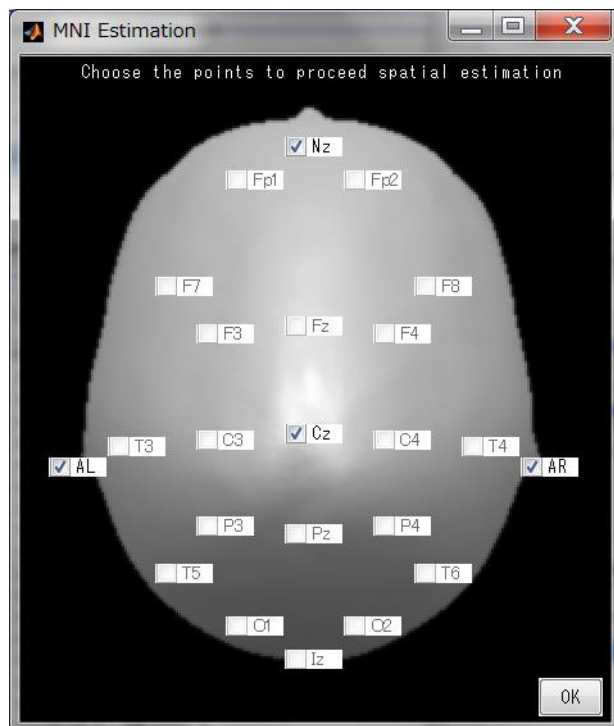 MNI Estimation
Choose the points to proceed spatial estimation
Nz
Fp1 Fp2
F7 F8
F3 Fz F4
C3 Cz C4
T3 T4
AL AR
P3 Pz P4
T5 T6
O1 O2
Iz
OK